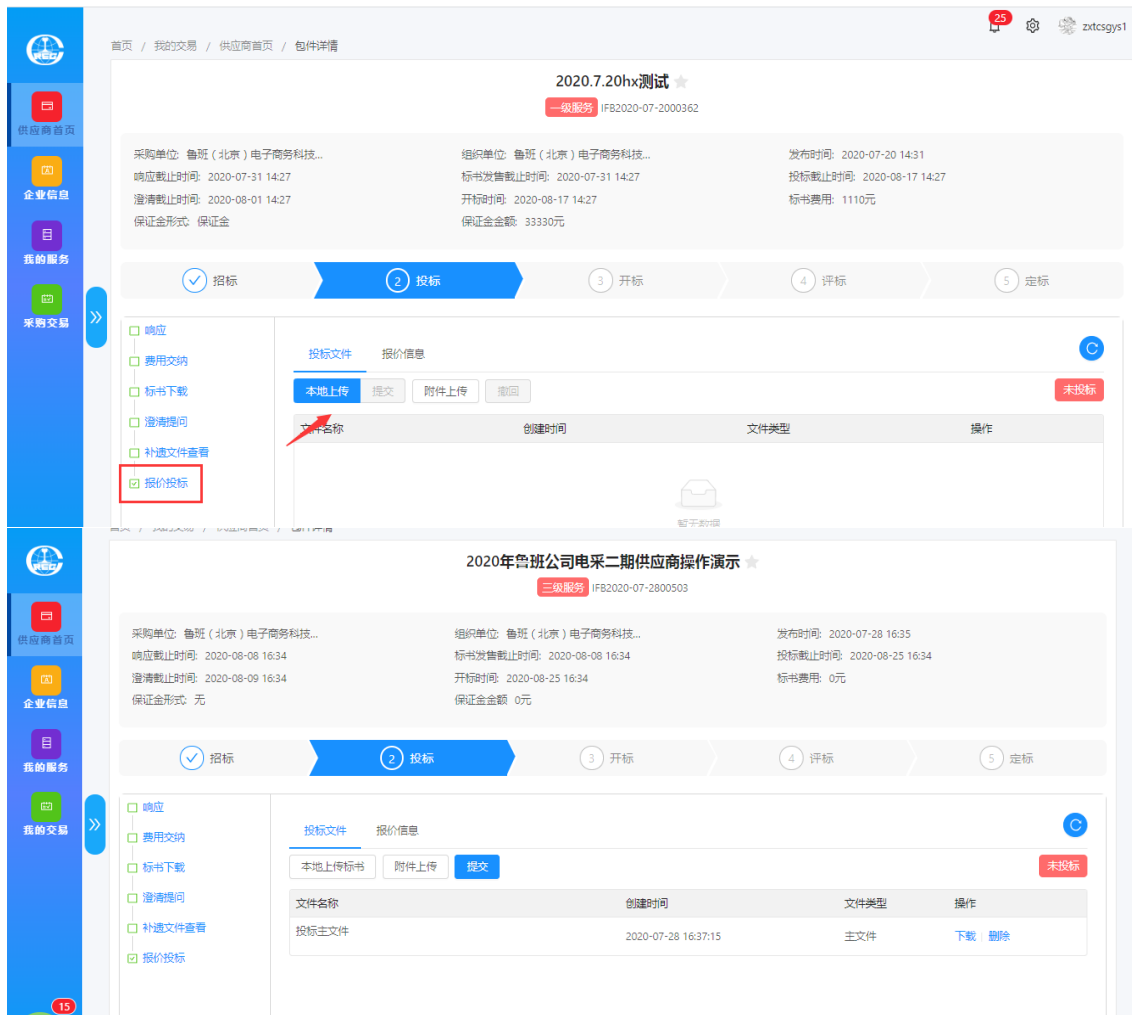 25
zxtcsgys1
首页 / 我的交易 / 供应商首页 / 包件详情
2020.7.20hx测试
一级服务 IFB2020-07-2000362
供应商首页
企业信息
我的服务
采购交易
采购单位: 鲁班（北京）电子商务科技... 组织单位: 鲁班（北京）电子商务科技... 发布时间: 2020-07-20 14:31
响应截止时间: 2020-07-31 14:27 标书发售截止时间: 2020-07-31 14:27 投标截止时间: 2020-08-17 14:27
澄清截止时间: 2020-08-01 14:27 开标时间: 2020-08-17 14:27 标书费用: 1110元
保证金形式: 保证金 保证金金额: 33330元
招标 2 投标 3 开标 4 评标 5 定标
响应
费用交纳
标书下载
澄清提问
补遗文件查看
报价投标
投标文件 报价信息
本地上传 提交 附件上传 撤回 未投标
文件名称 创建时间 文件类型 操作
暂无数据
首页 / 我的交易 / 供应商首页 / 包件详情
2020年鲁班公司电采二期供应商操作演示
三级服务 IFB2020-07-2800503
供应商首页
企业信息
我的服务
我的交易
15
采购单位: 鲁班（北京）电子商务科技... 组织单位: 鲁班（北京）电子商务科技... 发布时间: 2020-07-28 16:35
响应截止时间: 2020-08-08 16:34 标书发售截止时间: 2020-08-08 16:34 投标截止时间: 2020-08-25 16:34
澄清截止时间: 2020-08-09 16:34 开标时间: 2020-08-25 16:34 标书费用: 0元
保证金形式: 无 保证金金额 0元
招标 2 投标 3 开标 4 评标 5 定标
响应
费用交纳
标书下载
澄清提问
补遗文件查看
报价投标
投标文件 报价信息
本地上传标书 附件上传 提交 未投标
文件名称 创建时间 文件类型 操作
投标主文件 2020-07-28 16:37:15 主文件 下载 删除